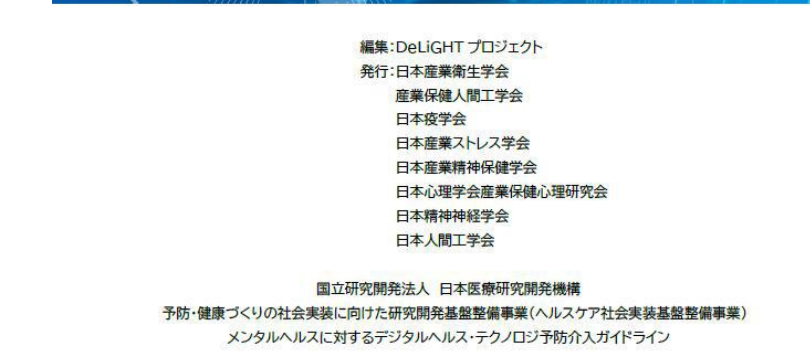 編集:DeLiGHT プロジェクト
発行:日本産業衛生学会
産業保健人間工学会
日本疫学会
日本産業ストレス学会
日本産業精神保健学会
日本心理学会産業保健心理研究会
日本精神神経学会
日本人間工学会
国立研究開発法人 日本医療研究開発機構
予防・健康づくりの社会実装に向けた研究開発基盤整備事業(ヘルスケア社会実装基盤整備事業)
メンタルヘルスに対するデジタルヘルス・テクノロジ予防介入ガイドライン